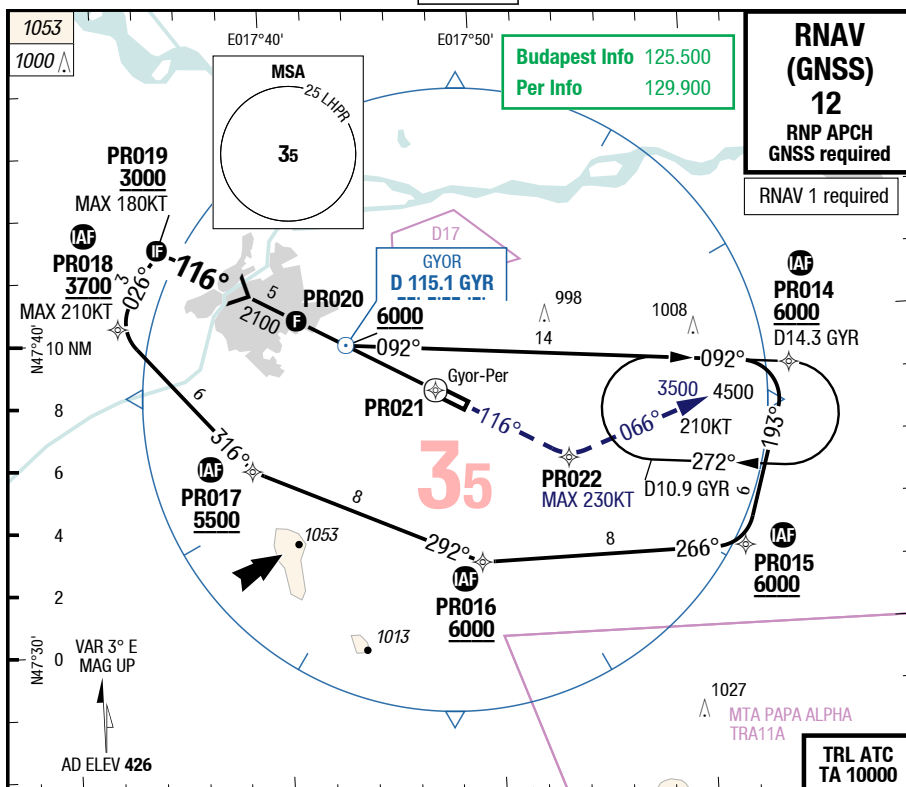 1053
1000
E017°40'
E017°50'
MSA
25 LHPR
35
Budapest Info 125.500
Per Info 129.900
RNAV
(GNSS)
12
RNP APCH
GNSS required
RNAV 1 required
PR019
3000
MAX 180KT
IAF
PR018
3700
MAX 210KT
IF
3
026°
116°
5
2100
F
PR020
D17
GYOR
D 115.1 GYR
6000
092°
14
998
1008
IAF
PR014
6000
D14.3 GYR
092°
N47°40'
10 NM
8
6
4
2
0
N47°30'
Gyor-Per
PR021
116°
066°
3500
4500
210KT
193°
6
272°
D10.9 GYR
PR022
MAX 230KT
6
316°
IAF
PR017
5500
35
8
292°
IAF
PR016
6000
8
266°
IAF
PR015
6000
1053
1013
1027
MTA PAPA ALPHA
TRA11A
VAR 3° E
MAG UP
AD ELEV 426
TRL ATC
TA 10000